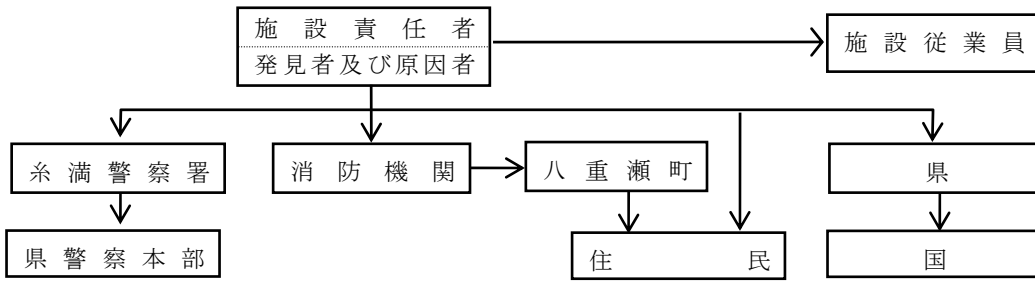 施設責任者
発見者及び原因者
施設従業員
糸満警察署
消防機関
八重瀬町
県
県警察本部
住民
国